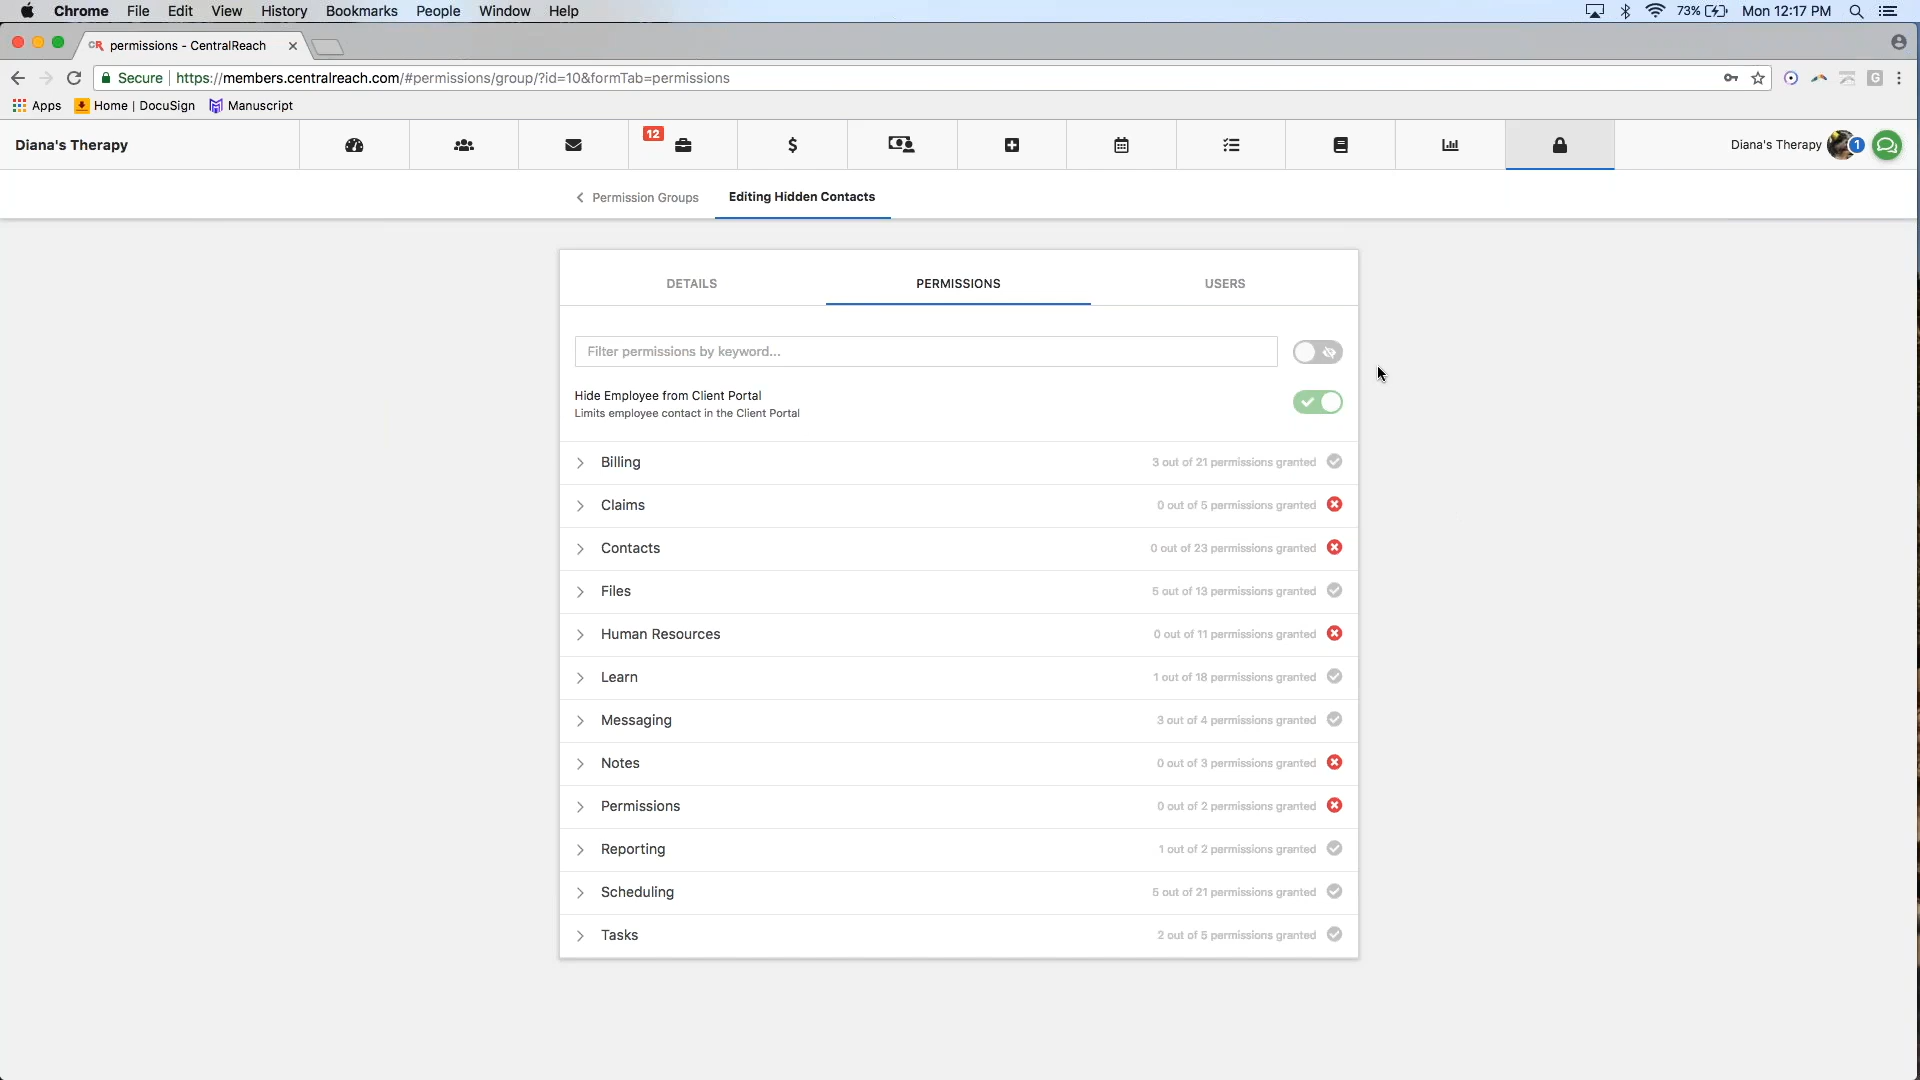 Chrome File Edit View History Bookmarks People Window Help 73% Mon 12:17 PM
permissions - CentralReach
Secure https://members.centralreach.com/#permissions/group/?id=10&formTab=permissions
Apps Home | DocuSign Manuscript
Diana's Therapy 12 $ Diana's Therapy 1
Permission Groups Editing Hidden Contacts
DETAILS PERMISSIONS USERS
Filter permissions by keyword...
Hide Employee from Client Portal
Limits employee contact in the Client Portal
Billing 3 out of 21 permissions granted
Claims 0 out of 5 permissions granted
Contacts 0 out of 23 permissions granted
Files 5 out of 13 permissions granted
Human Resources 0 out of 11 permissions granted
Learn 1 out of 18 permissions granted
Messaging 3 out of 4 permissions granted
Notes 0 out of 3 permissions granted
Permissions 0 out of 2 permissions granted
Reporting 1 out of 2 permissions granted
Scheduling 5 out of 21 permissions granted
Tasks 2 out of 5 permissions granted